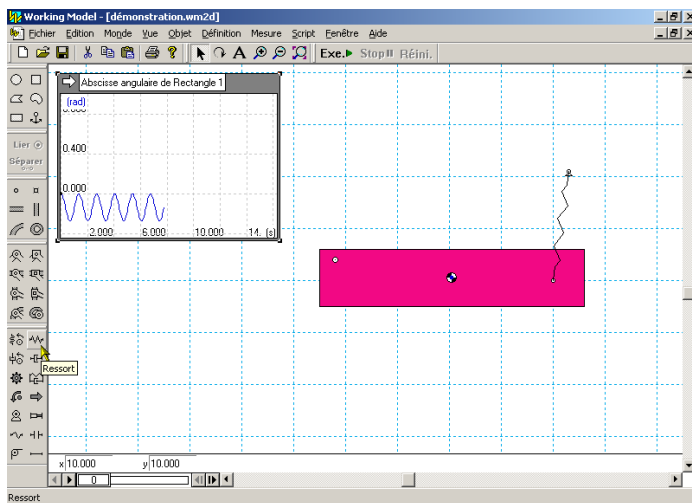 Working Model - [démonstration.wm2d]
Fichier Edition Monde Vue Objet Définition Mesure Script Fenêtre Aide
A Exe. Stop Réini.
Abscisse angulaire de Rectangle 1
(rad)
0.400
0.000
2.000 6.000 10.000 14. (s)
Lier
Séparer
Ressort
x 10.000 y 10.000
0
Ressort